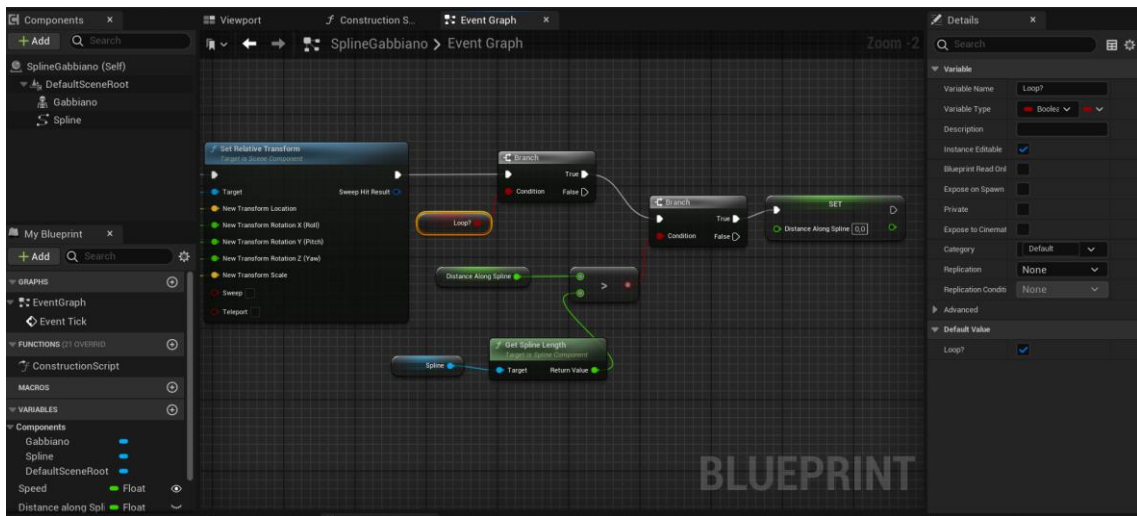 Components
+ Add
Search
SplineGabbiano (Self)
DefaultSceneRoot
Gabbiano
Spline
My Blueprint
+ Add
Search
GRAPHS
EventGraph
Event Tick
FUNCTIONS (21 OVERRID
ConstructionScript
MACROS
VARIABLES
Components
Gabbiano
Spline
DefaultSceneRoot
Speed Float
Distance along Spli Float
Viewport
Construction S...
Event Graph
SplineGabbiano > Event Graph
Zoom -2
Set Relative Transform
Target is Scene Component
Target Sweep Hit Result
New Transform Location
New Transform Rotation X (Roll)
New Transform Rotation Y (Pitch)
New Transform Rotation Z (Yaw)
New Transform Scale
Sweep
Teleport
Branch
True
Condition False
Loop?
Branch
True
Condition False
SET
Distance Along Spline 0,0
Distance Along Spline
>
Get Spline Length
Target is Spline Component
Target Return Value
Spline
BLUEPRINT
Details
Search
Variable
Variable Name Loop?
Variable Type Boolea
Description
Instance Editable
Blueprint Read Onl
Expose on Spawn
Private
Expose to Cinemat
Category Default
Replication None
Replication Conditi None
Advanced
Default Value
Loop?